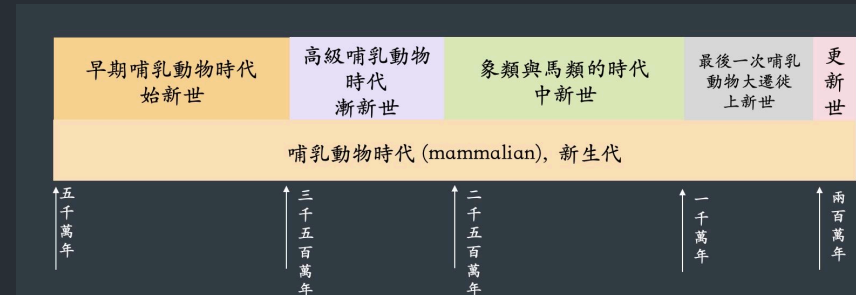 早期哺乳動物時代
始新世
高級哺乳動物
時代
漸新世
象類與馬類的時代
中新世
最後一次哺乳
動物大遷徙
上新世
更
新
世
哺乳動物時代 (mammalian), 新生代
五千萬年
三千五百萬年
二千五百萬年
一千萬年
兩百萬年